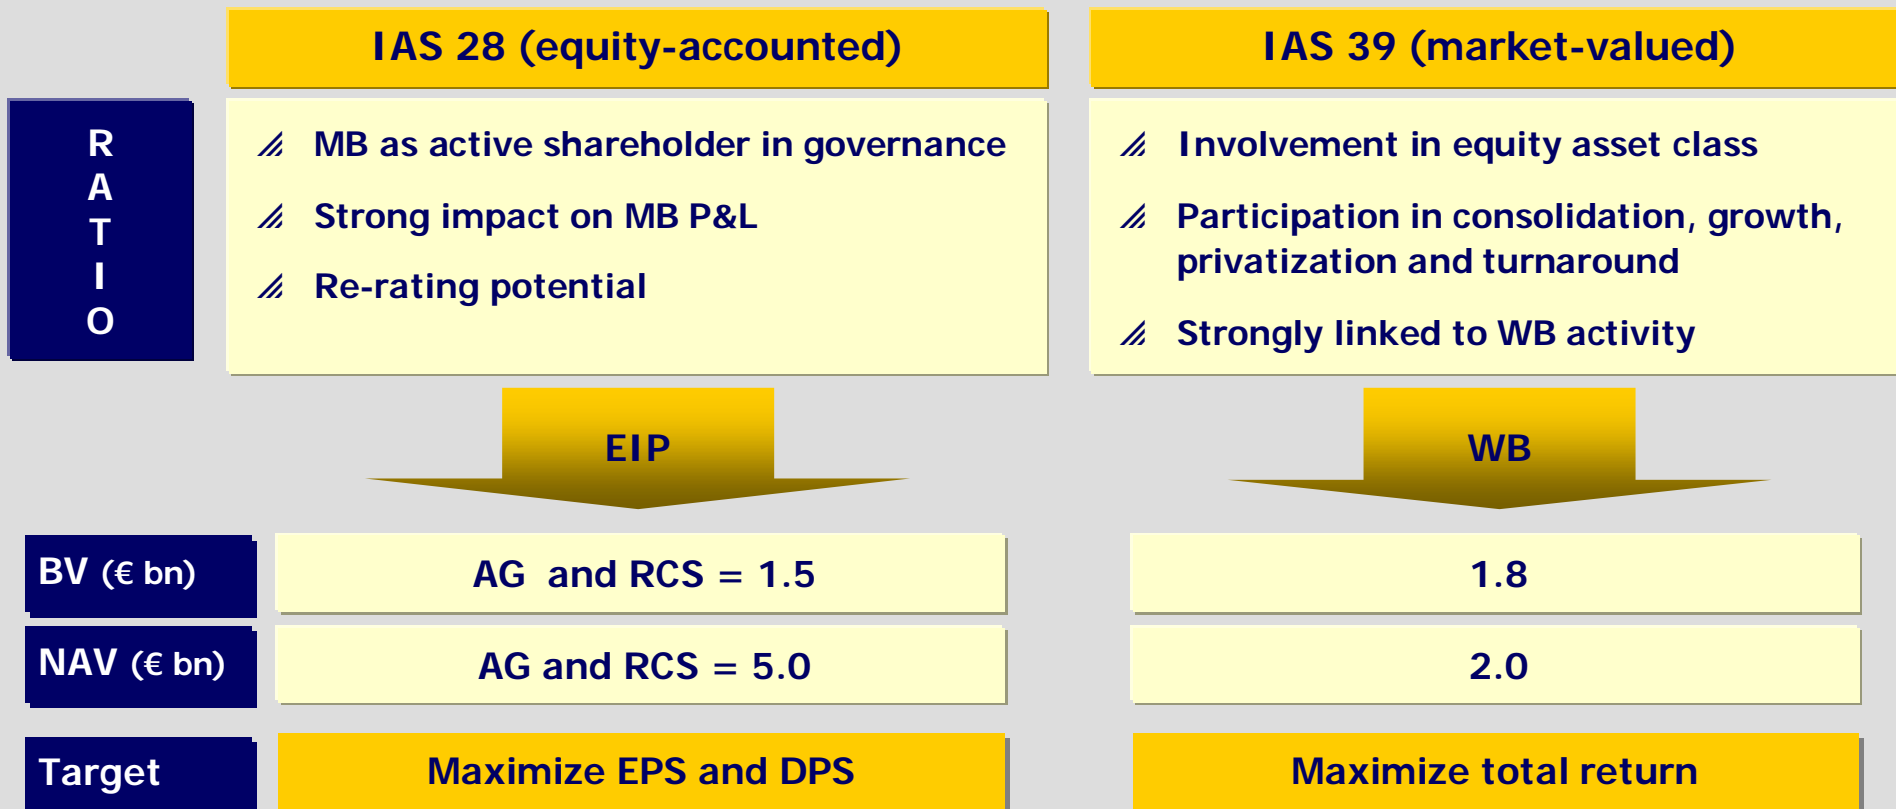 IAS 28 (equity-accounted)
IAS 39 (market-valued)
R
A
T
I
O
MB as active shareholder in governance
Strong impact on MB P&L
Re-rating potential
Involvement in equity asset class
Participation in consolidation, growth,
privatization and turnaround
Strongly linked to WB activity
EIP
WB
BV (€ bn)
AG and RCS = 1.5
1.8
NAV (€ bn)
AG and RCS = 5.0
2.0
Target
Maximize EPS and DPS
Maximize total return